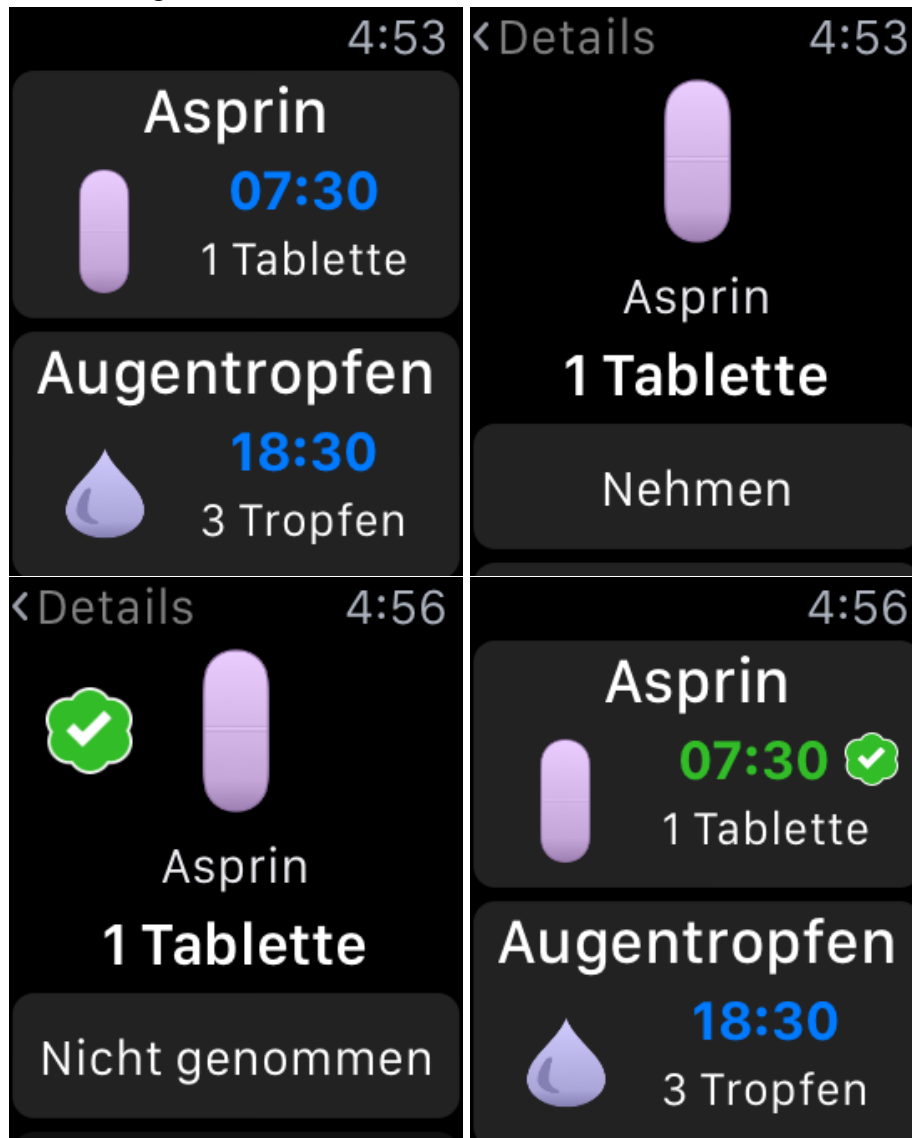 4:53
Asprin
07:30
1 Tablette
Augentropfen
18:30
3 Tropfen
<Details 4:53
Asprin
1 Tablette
Nehmen
<Details 4:56
Asprin
1 Tablette
Nicht genommen
4:56
Asprin
07:30
1 Tablette
Augentropfen
18:30
3 Tropfen